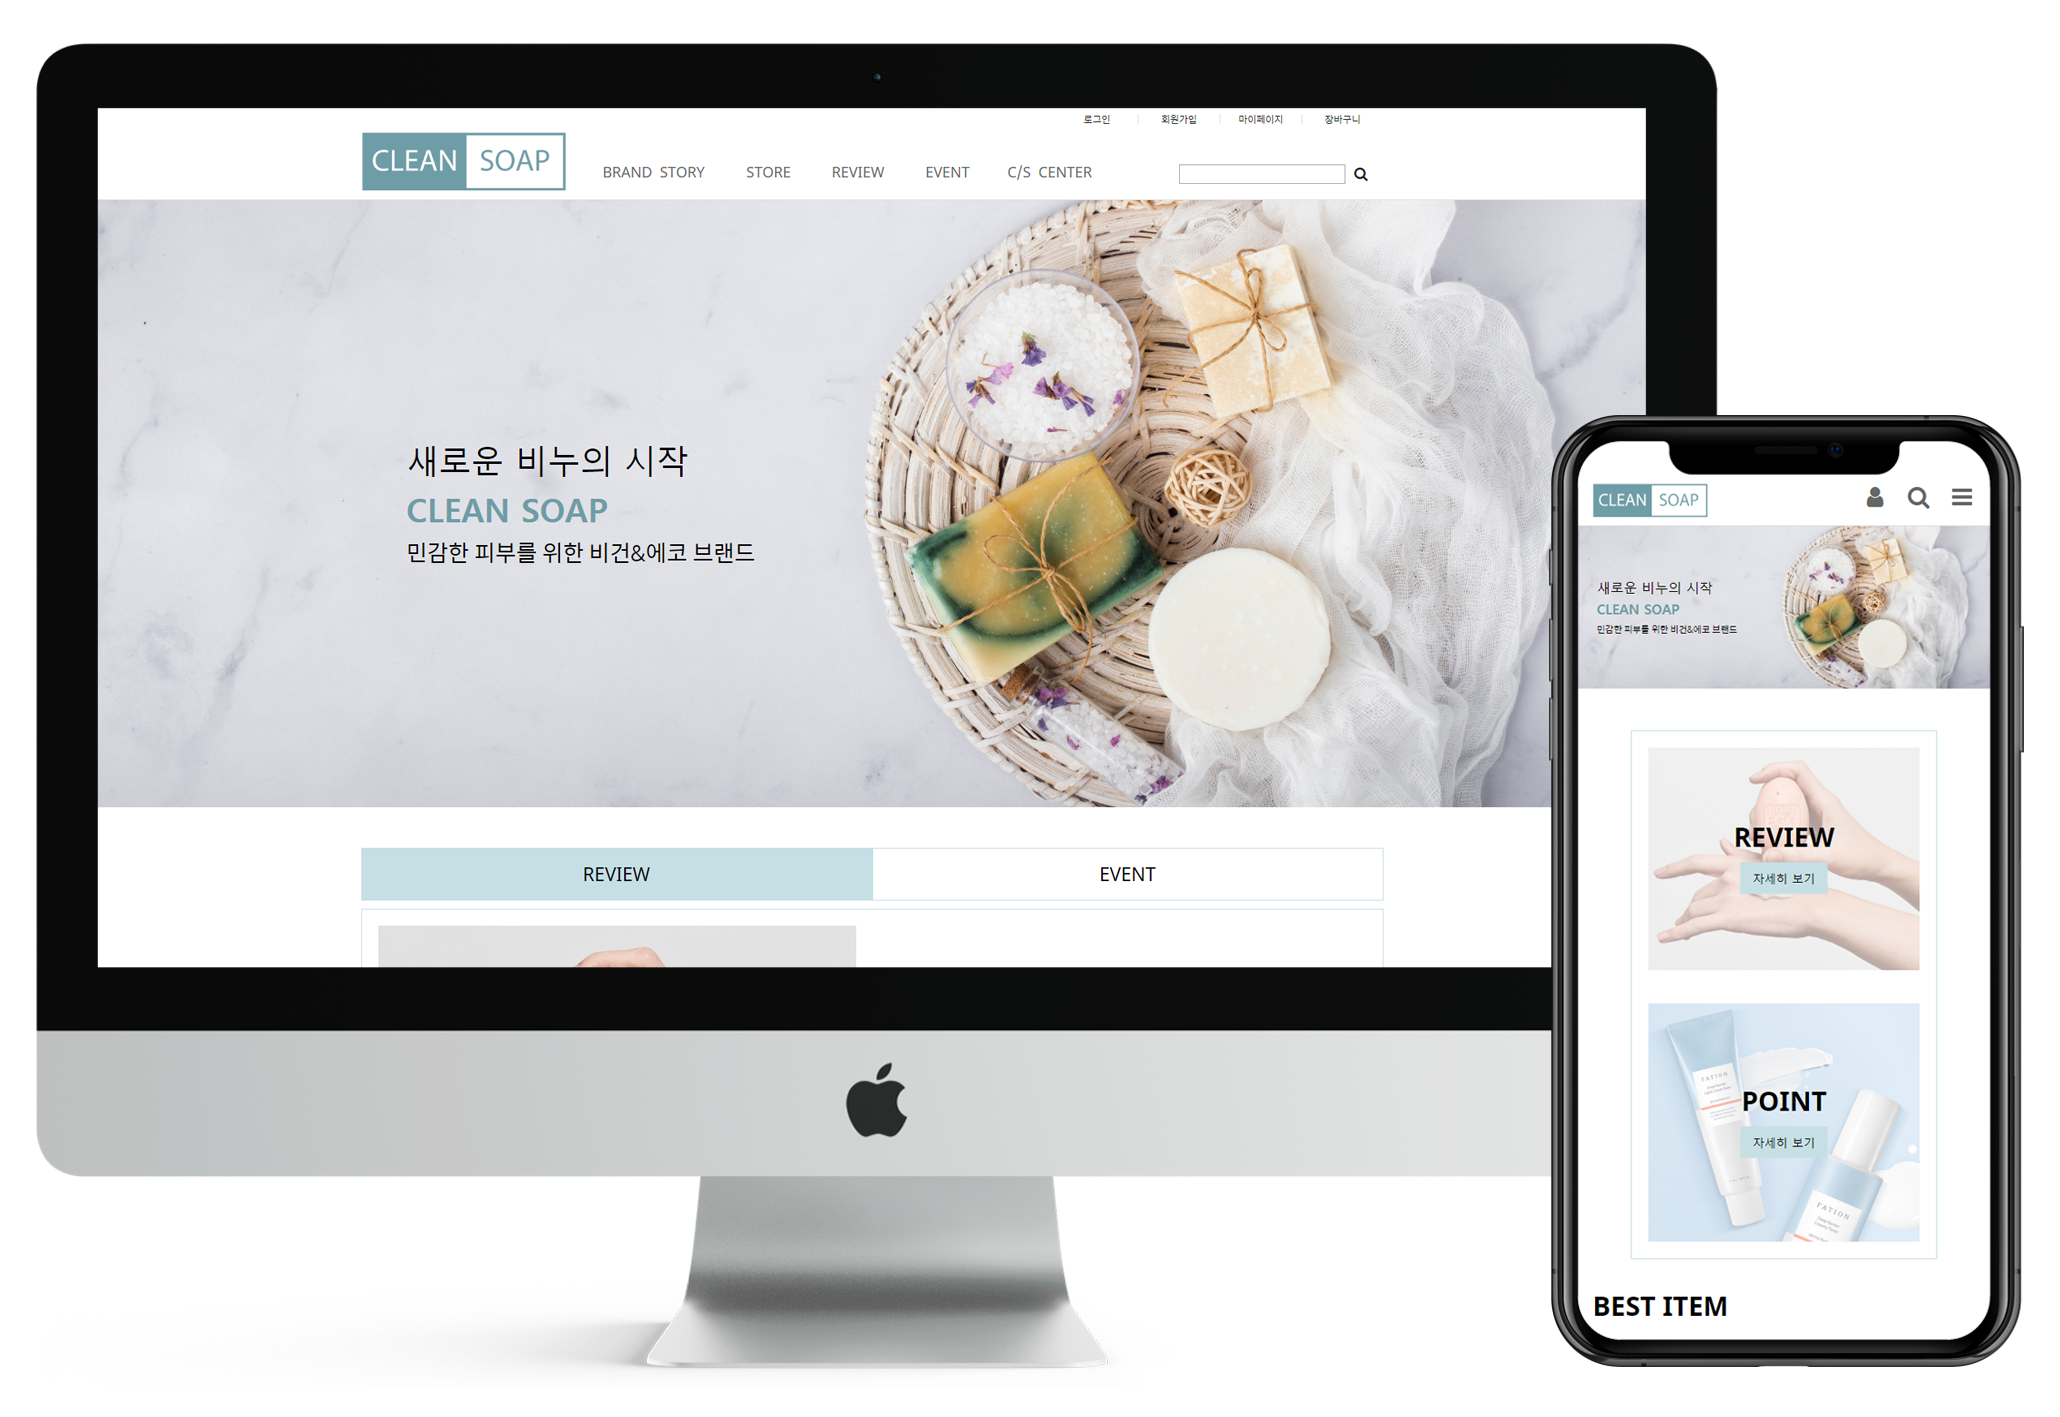 로그인 회원가입 마이페이지 장바구니
CLEAN SOAP
BRAND STORY STORE REVIEW EVENT C/S CENTER
새로운 비누의 시작
CLEAN SOAP
민감한 피부를 위한 비건&에코 브랜드
REVIEW EVENT
CLEAN SOAP
새로운 비누의 시작
CLEAN SOAP
민감한 피부를 위한 비건&에코 브랜드
REVIEW
자세히 보기
POINT
자세히 보기
FATION
FATION
BEST ITEM